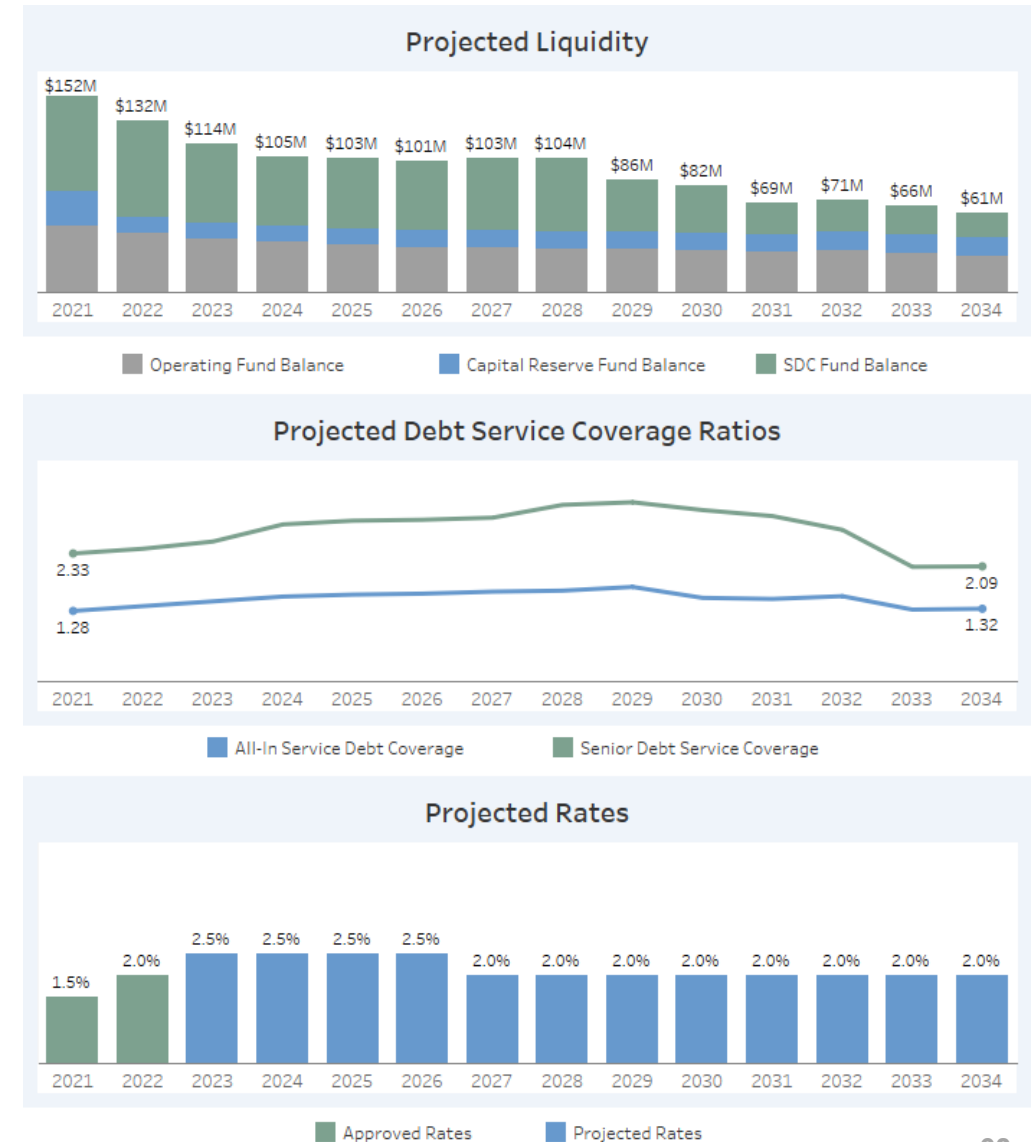 Projected Liquidity
$152M $132M $114M $105M $103M $101M $103M $104M $86M $82M $69M $71M $66M $61M
2021 2022 2023 2024 2025 2026 2027 2028 2029 2030 2031 2032 2033 2034
Operating Fund Balance Capital Reserve Fund Balance SDC Fund Balance
Projected Debt Service Coverage Ratios
2.33 2.09
1.28 1.32
2021 2022 2023 2024 2025 2026 2027 2028 2029 2030 2031 2032 2033 2034
All-In Service Debt Coverage Senior Debt Service Coverage
Projected Rates
1.5% 2.0% 2.5% 2.5% 2.5% 2.5% 2.0% 2.0% 2.0% 2.0% 2.0% 2.0% 2.0% 2.0%
2021 2022 2023 2024 2025 2026 2027 2028 2029 2030 2031 2032 2033 2034
Approved Rates Projected Rates